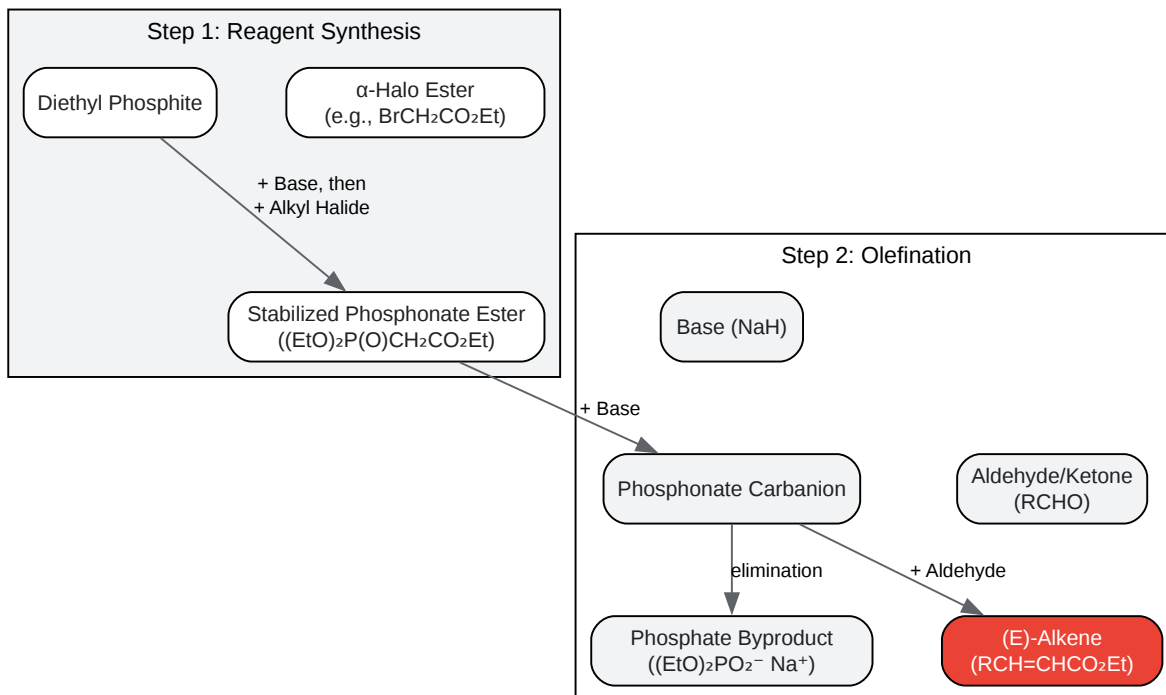 Step 1: Reagent Synthesis
Diethyl Phosphite
α-Halo Ester
(e.g., BrCH₂CO₂Et)
+ Base, then
+ Alkyl Halide
Stabilized Phosphonate Ester
((EtO)₂P(O)CH₂CO₂Et)
Step 2: Olefination
Base (NaH)
+ Base
Phosphonate Carbanion
Aldehyde/Ketone
(RCHO)
elimination
+ Aldehyde
Phosphate Byproduct
((EtO)₂PO₂⁻ Na⁺)
(E)-Alkene
(RCH=CHCO₂Et)